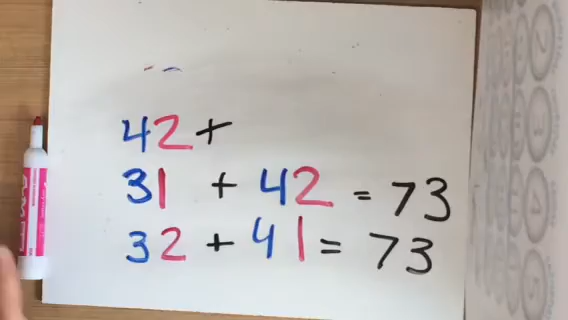 42 +
31 + 42 = 73
32 + 41 = 73